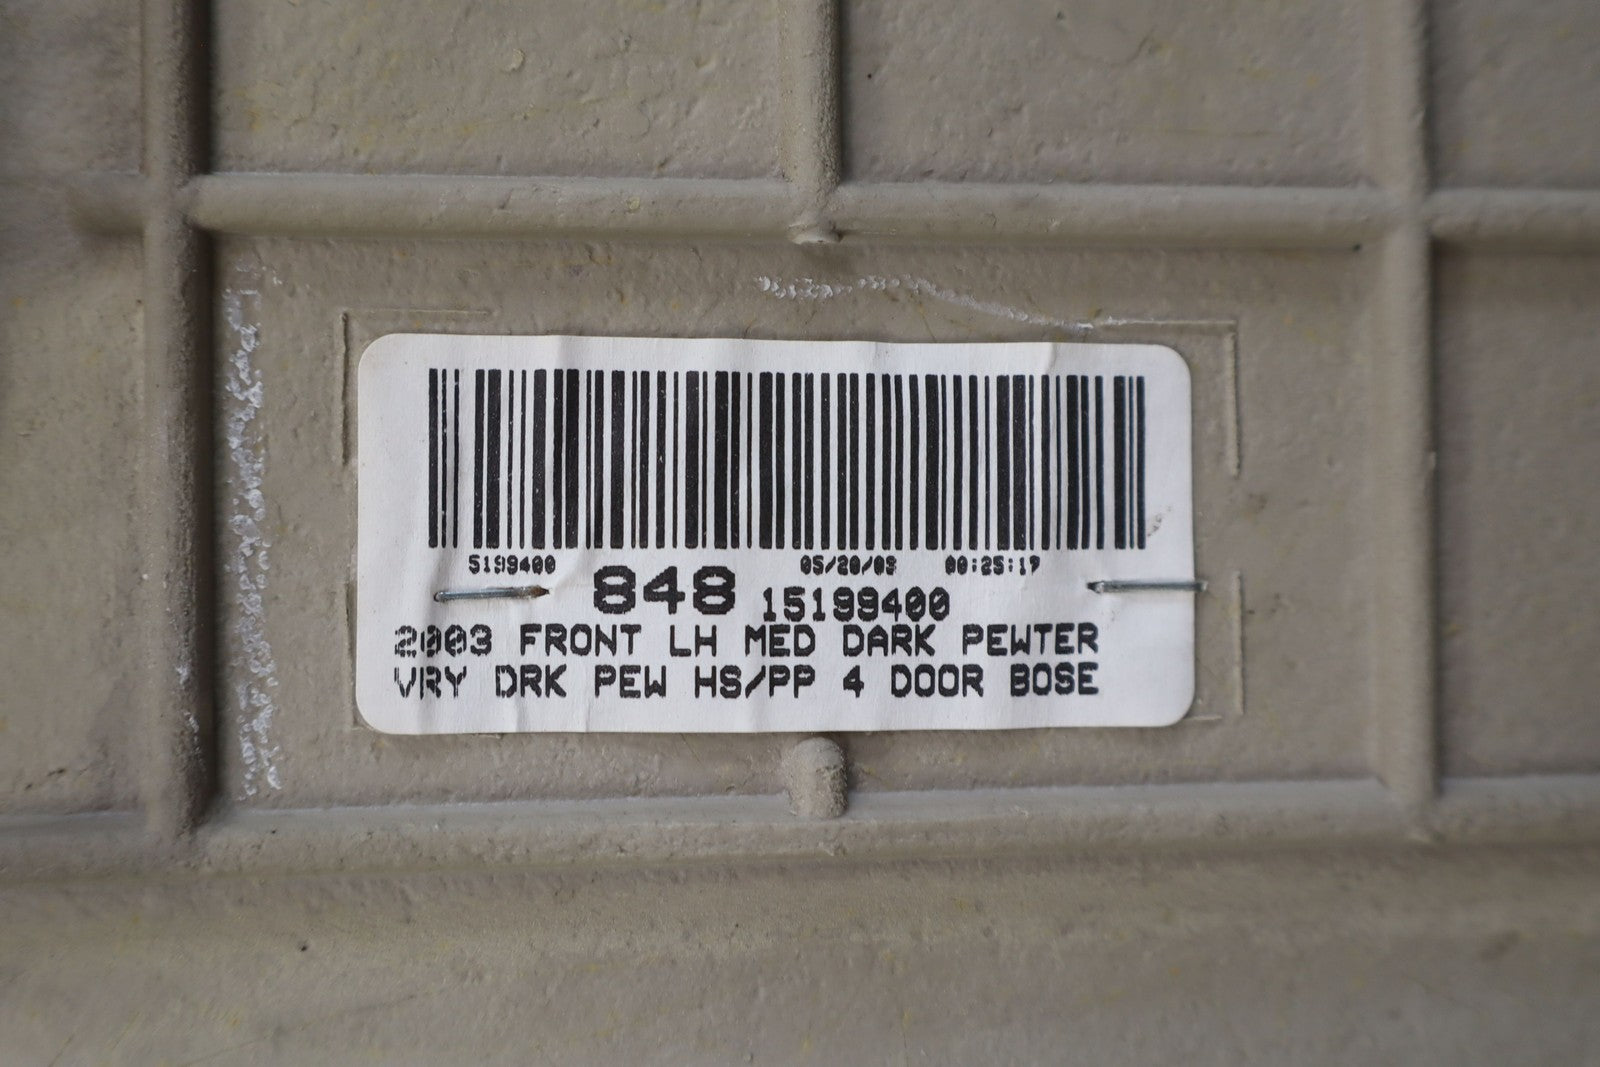 5199400 05/20/03 00:25:17
848 15199400
2003 FRONT LH MED DARK PEWTER
VRY DRK PEW HS/PP 4 DOOR BOSE